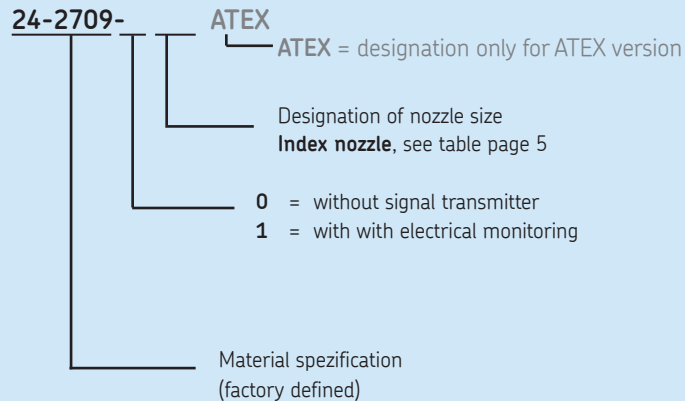 24-2709-_ _ ATEX
ATEX = designation only for ATEX version
Designation of nozzle size
Index nozzle, see table page 5
0 = without signal transmitter
1 = with with electrical monitoring
Material spezification
(factory defined)